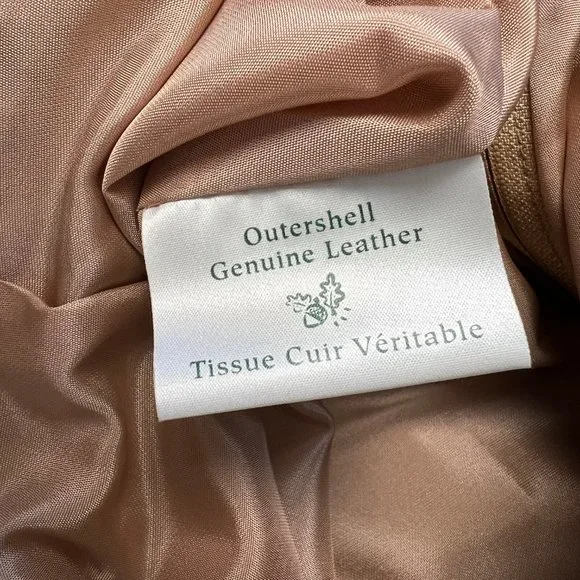 Outershell
Genuine Leather
Tissue Cuir Véritable